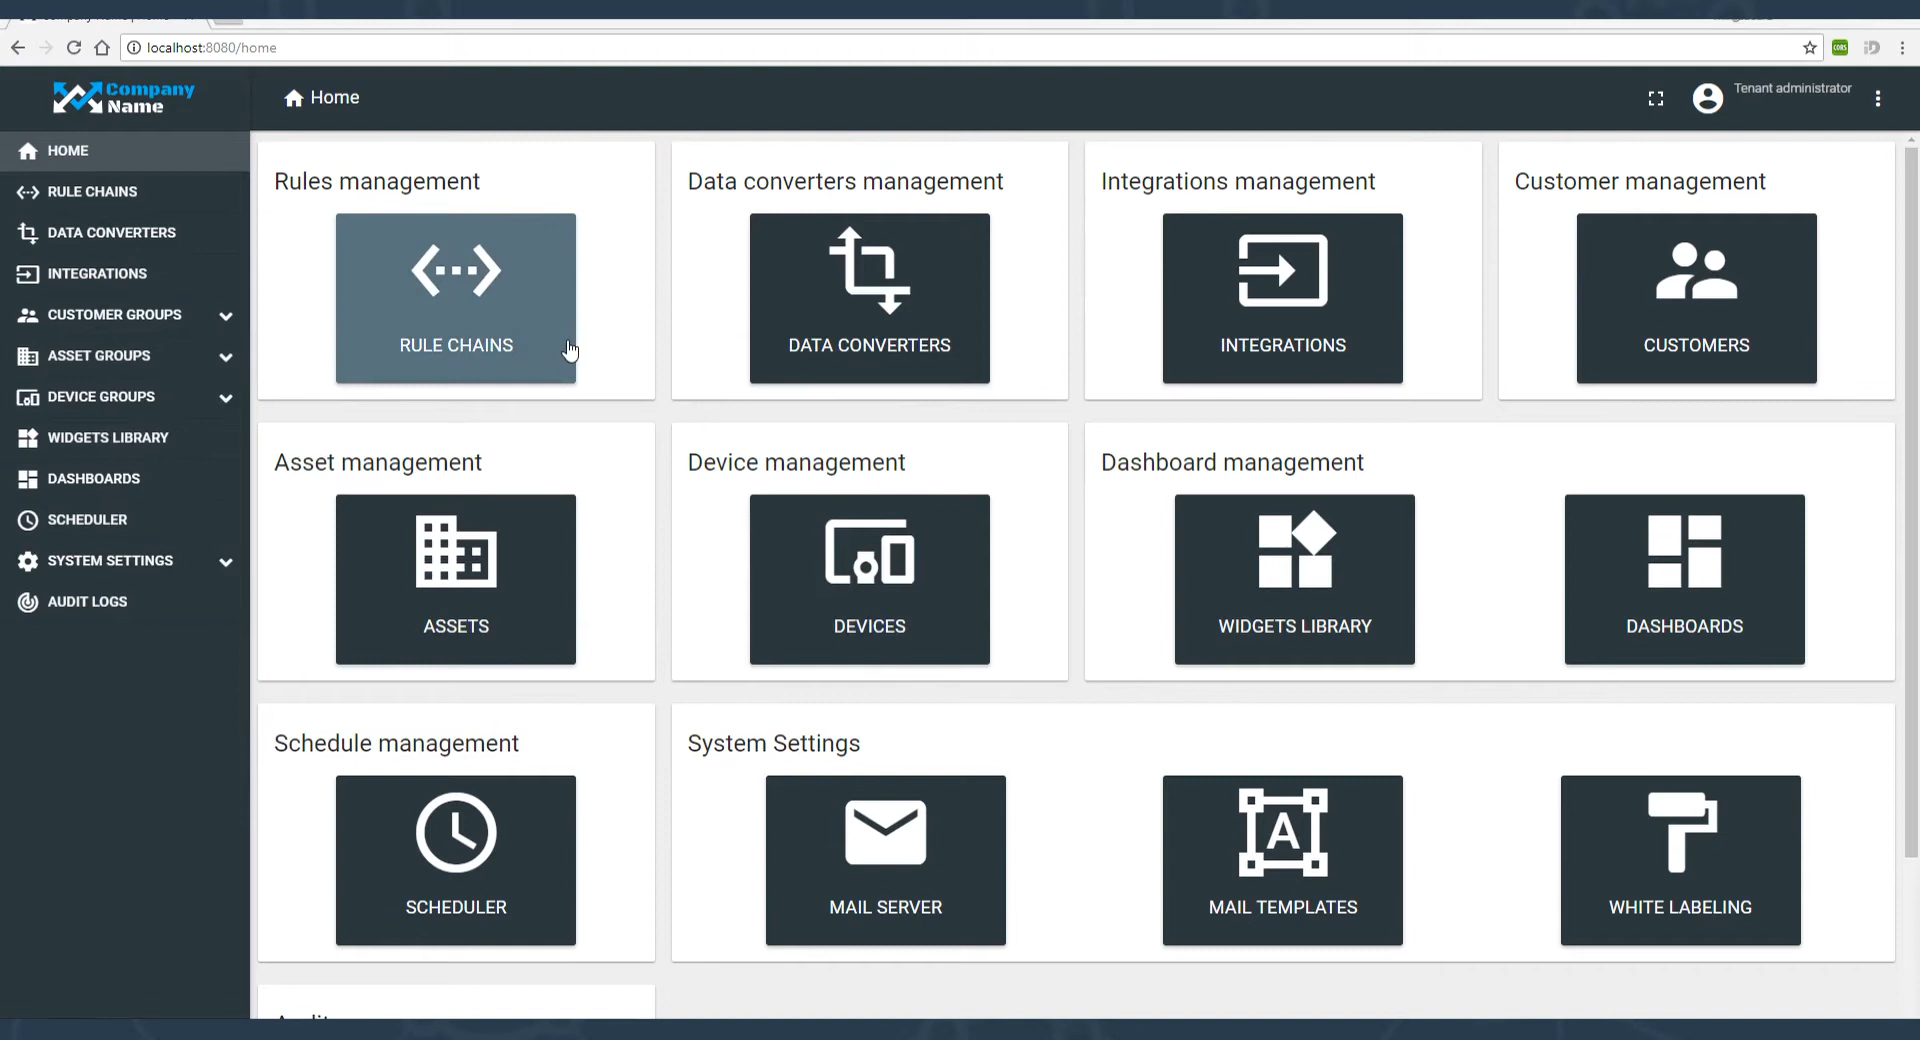 localhost:8080/home
CORS
Company
Name
Home
Tenant administrator
HOME
RULE CHAINS
DATA CONVERTERS
INTEGRATIONS
CUSTOMER GROUPS
ASSET GROUPS
DEVICE GROUPS
WIDGETS LIBRARY
DASHBOARDS
SCHEDULER
SYSTEM SETTINGS
AUDIT LOGS
Rules management
RULE CHAINS
Data converters management
DATA CONVERTERS
Integrations management
INTEGRATIONS
Customer management
CUSTOMERS
Asset management
ASSETS
Device management
DEVICES
Dashboard management
WIDGETS LIBRARY
DASHBOARDS
Schedule management
SCHEDULER
System Settings
MAIL SERVER
A
MAIL TEMPLATES
WHITE LABELING
Audit